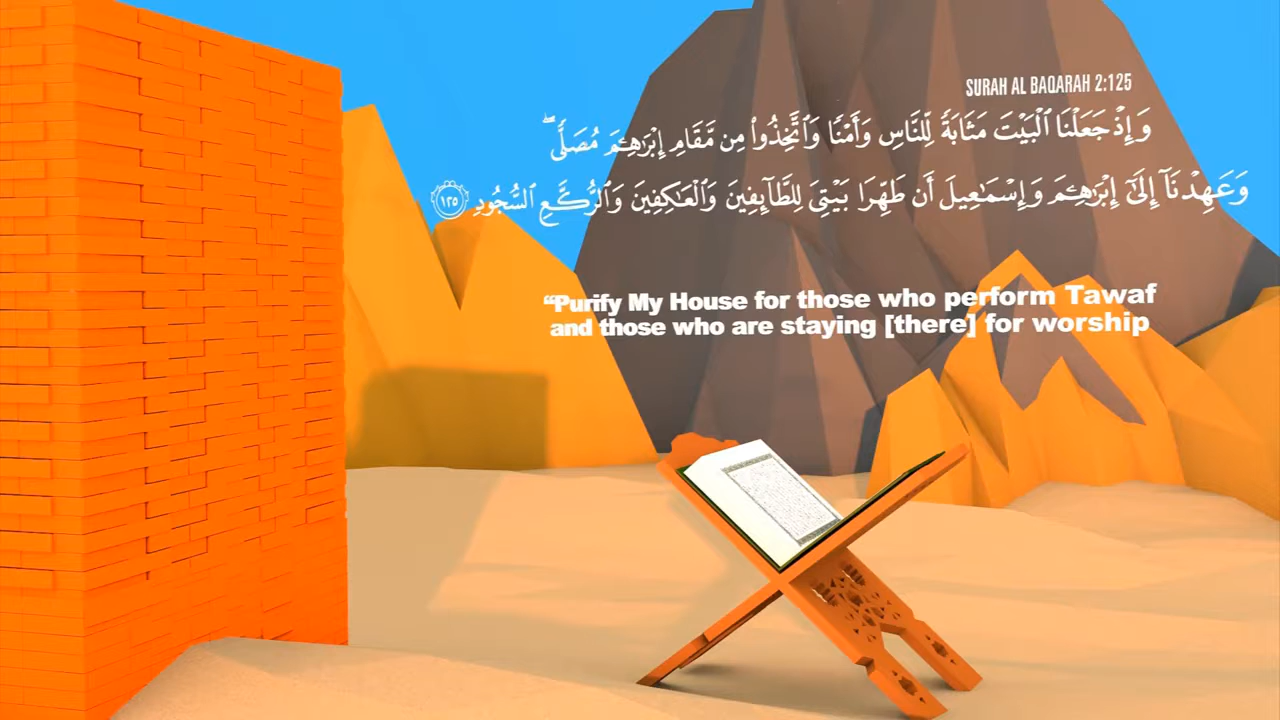 SURAH AL BAQARAH 2:125
وَإِذْ جَعَلْنَا ٱلْبَيْتَ مَثَابَةً لِّلنَّاسِ وَأَمْنًا وَٱتَّخِذُوا۟ مِن مَّقَامِ إِبْرَٰهِـۧمَ مُصَلًّى ۖ
وَعَهِدْنَآ إِلَىٰٓ إِبْرَٰهِـۧمَ وَإِسْمَـٰعِيلَ أَن طَهِّرَا بَيْتِىَ لِلطَّآئِفِينَ وَٱلْعَـٰكِفِينَ وَٱلرُّكَّعِ ٱلسُّجُودِ ١٢٥
“Purify My House for those who perform Tawaf
and those who are staying [there] for worship